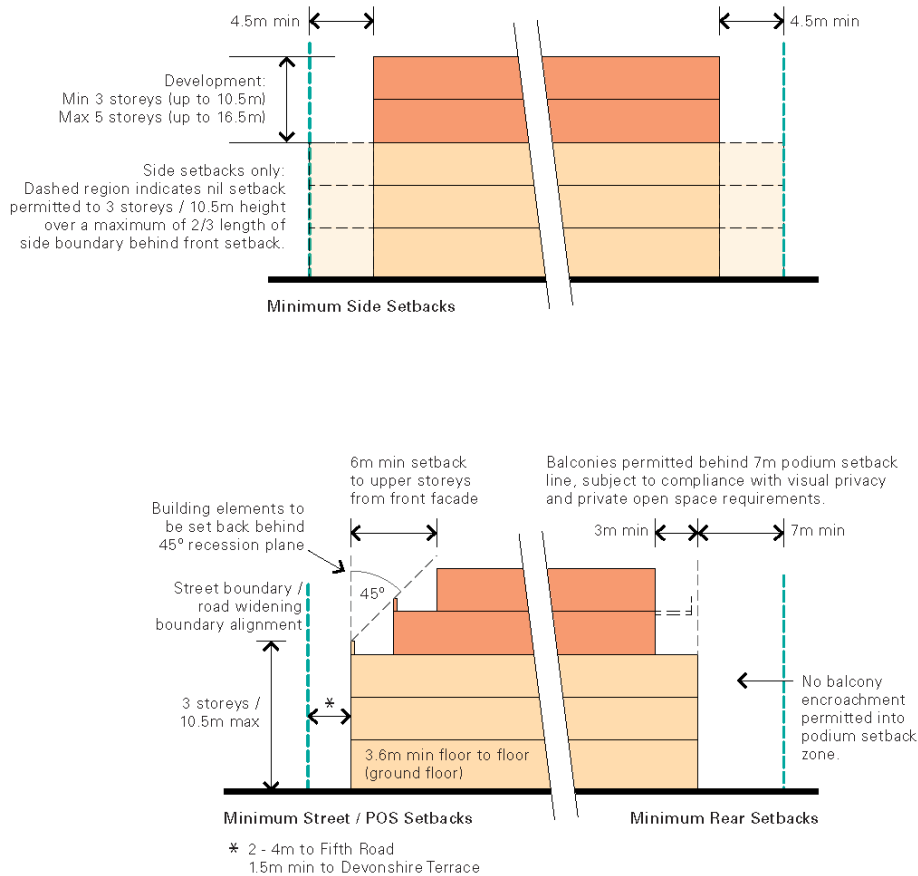 4.5m min
4.5m min
Development:
Min 3 storeys (up to 10.5m)
Max 5 storeys (up to 16.5m)
Side setbacks only:
Dashed region indicates nil setback
permitted to 3 storeys / 10.5m height
over a maximum of 2/3 length of
side boundary behind front setback.
Minimum Side Setbacks
6m min setback
to upper storeys
from front facade
Balconies permitted behind 7m podium setback
line, subject to compliance with visual privacy
and private open space requirements.
Building elements to
be set back behind
45° recession plane
3m min
7m min
45°
Street boundary /
road widening
boundary alignment
3 storeys /
10.5m max
*
No balcony
encroachment
permitted into
podium setback
zone.
3.6m min floor to floor
(ground floor)
Minimum Street / POS Setbacks
Minimum Rear Setbacks
* 2 - 4m to Fifth Road
1.5m min to Devonshire Terrace